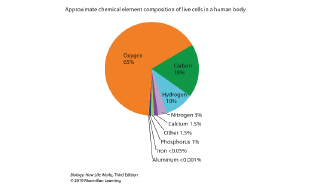 Approximate chemical element composition of live cells in a human body.
Oxygen
65%
Carbon
18%
Hydrogen
10%
Nitrogen 3%
Calcium 1.5%
Other 1.5%
Phosphorus 1%
Iron <0.05%
Aluminum <0.001%
Biology: How Life Works, Third Edition
© 2019 Macmillan Learning